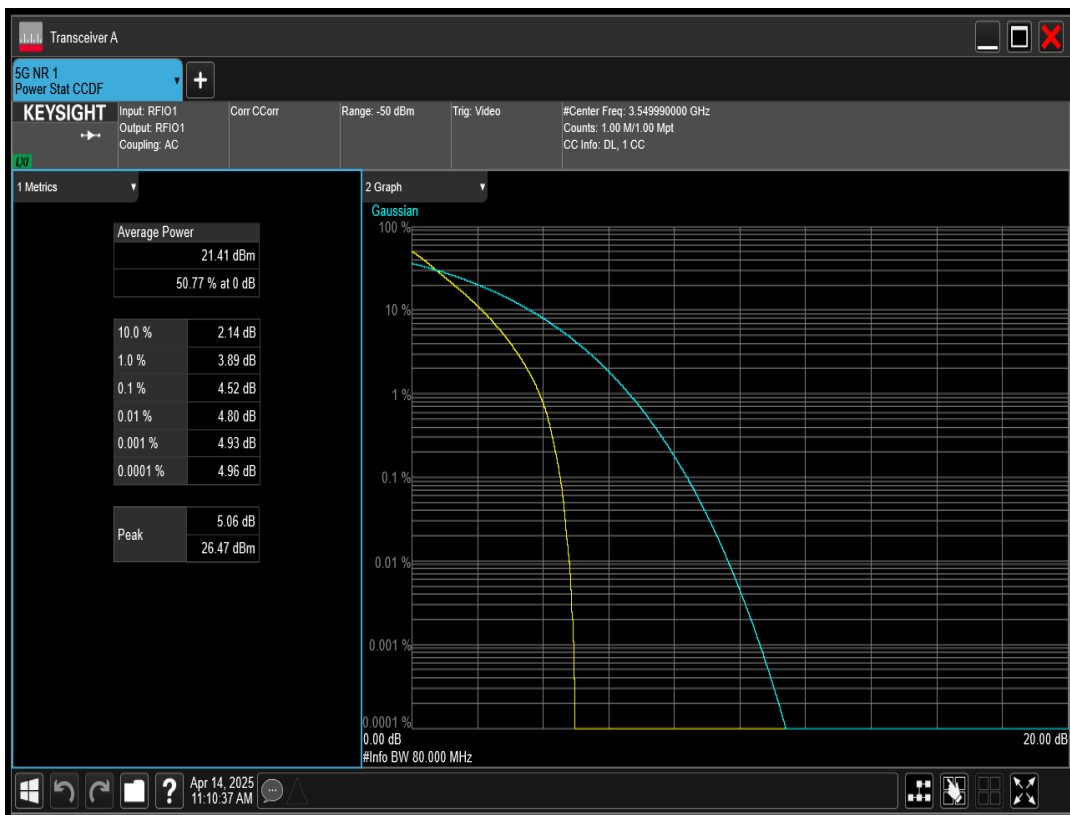 Transceiver A
5G NR 1
Power Stat CCDF
+
KEYSIGHT
LXI
Input: RFIO1
Output: RFIO1
Coupling: AC
Corr CCorr
Range: -50 dBm
Trig: Video
#Center Freq: 3.549990000 GHz
Counts: 1.00 M/1.00 Mpt
CC Info: DL, 1 CC
1 Metrics
Average Power
21.41 dBm
50.77 % at 0 dB
10.0 % 2.14 dB
1.0 % 3.89 dB
0.1 % 4.52 dB
0.01 % 4.80 dB
0.001 % 4.93 dB
0.0001 % 4.96 dB
Peak
5.06 dB
26.47 dBm
2 Graph
Gaussian
100 %
10 %
1 %
0.1 %
0.01 %
0.001 %
0.0001 %
0.00 dB 20.00 dB
#Info BW 80.000 MHz
?
Apr 14, 2025
11:10:37 AM